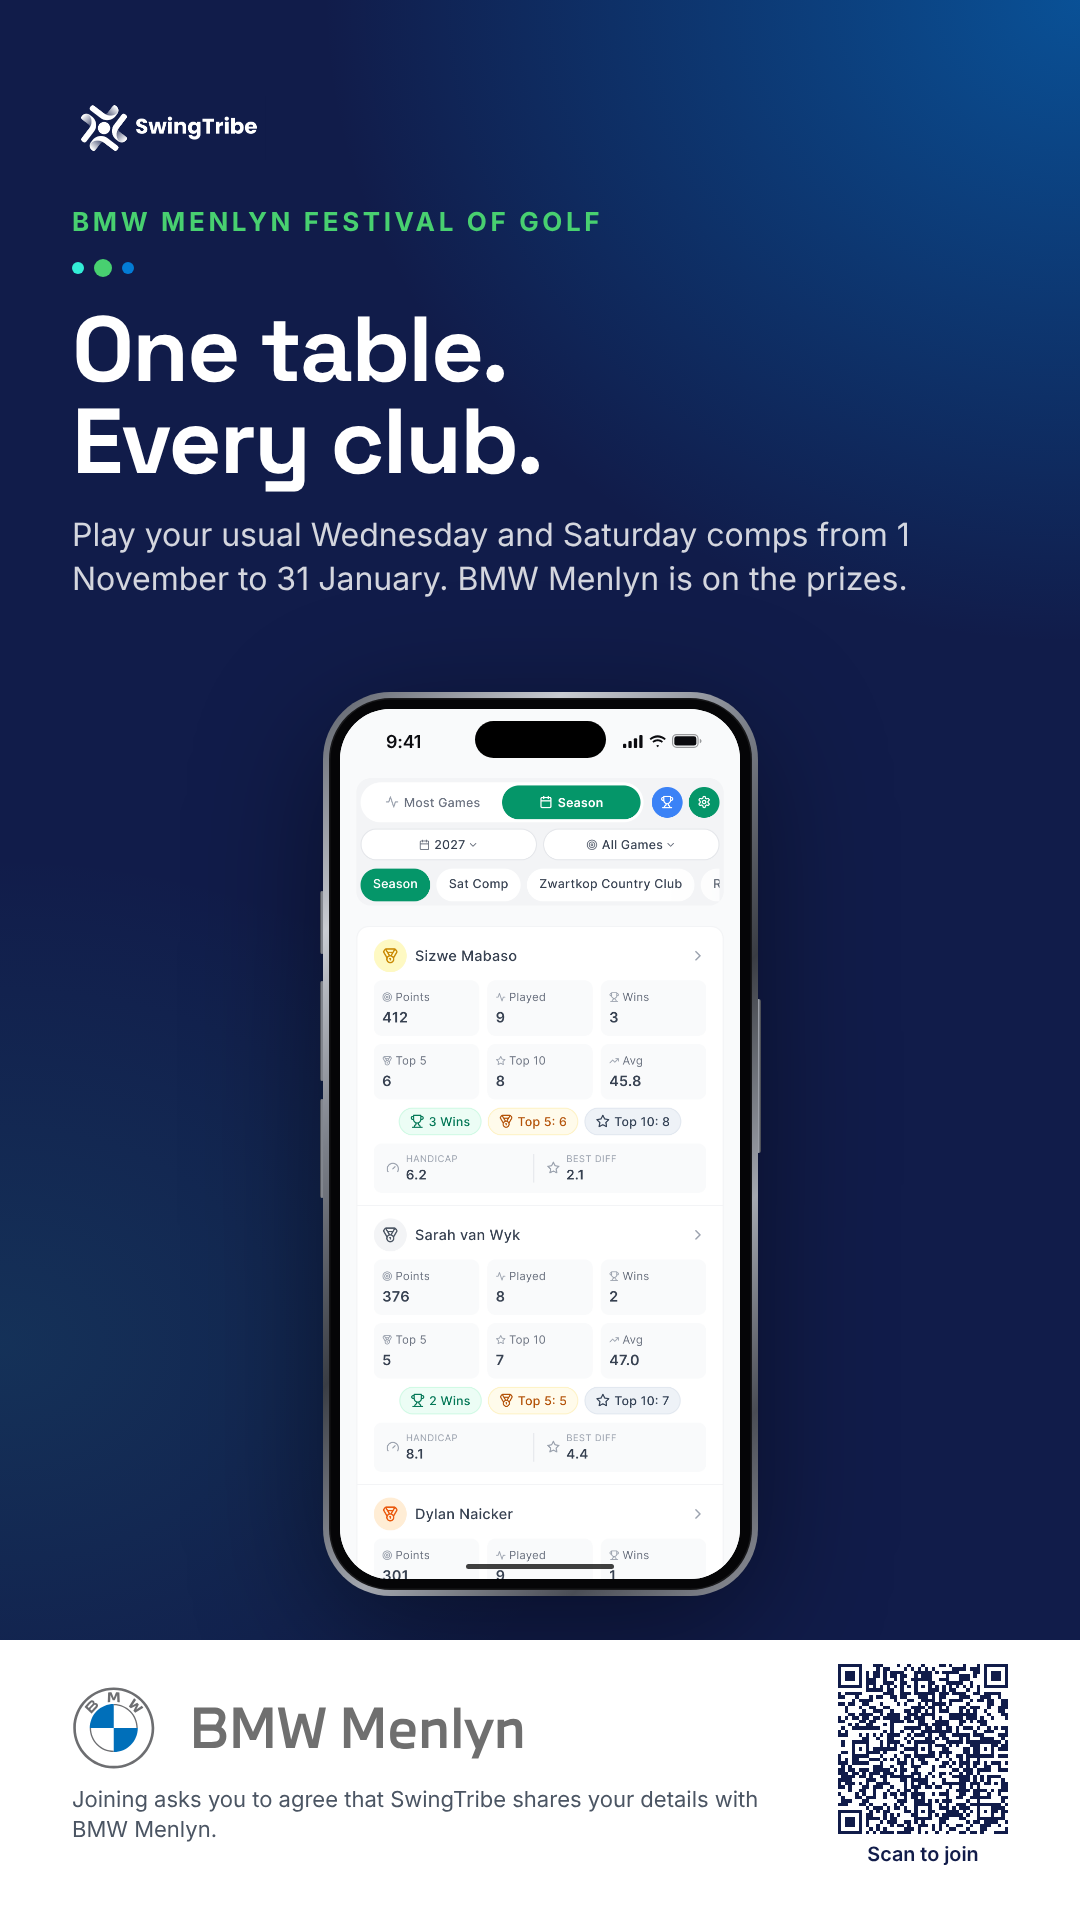 SwingTribe
BMW MENLYN FESTIVAL OF GOLF
One table.
Every club.
Play your usual Wednesday and Saturday comps from 1
November to 31 January. BMW Menlyn is on the prizes.
9:41
Most Games Season
2027 All Games
Season Sat Comp Zwartkop Country Club R
Sizwe Mabaso
Points Played Wins
412 9 3
Top 5 Top 10 Avg
6 8 45.8
3 Wins Top 5: 6 Top 10: 8
HANDICAP BEST DIFF
6.2 2.1
Sarah van Wyk
Points Played Wins
376 8 2
Top 5 Top 10 Avg
5 7 47.0
2 Wins Top 5: 5 Top 10: 7
HANDICAP BEST DIFF
8.1 4.4
Dylan Naicker
Points Played Wins
301 9 1
BMW BMW Menlyn
Joining asks you to agree that SwingTribe shares your details with
BMW Menlyn.
Scan to join